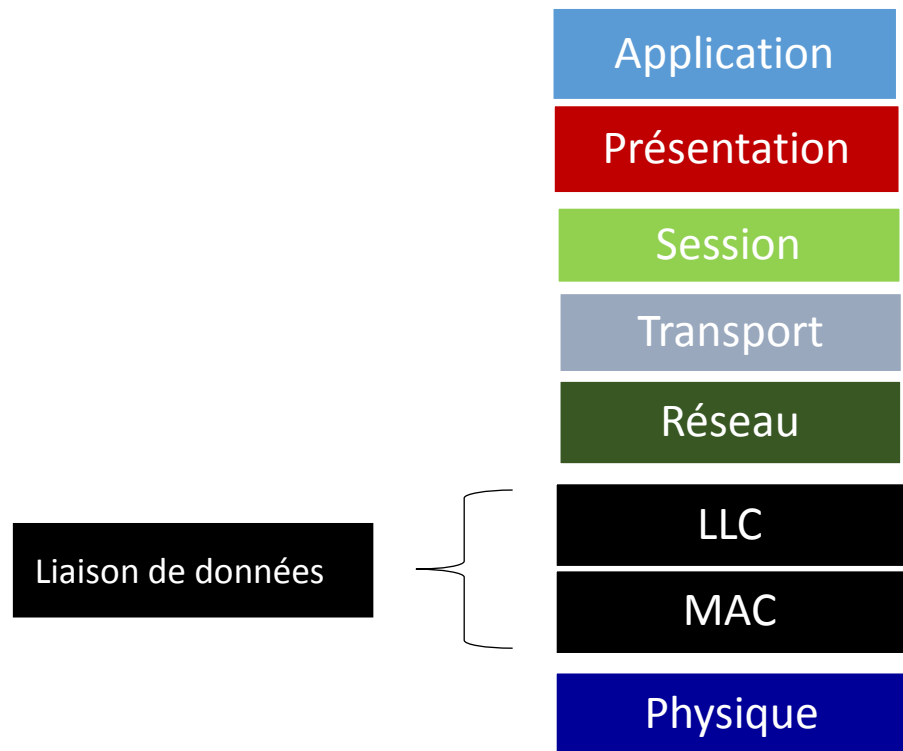 Application
Présentation
Session
Transport
Réseau
LLC
Liaison de données
MAC
Physique